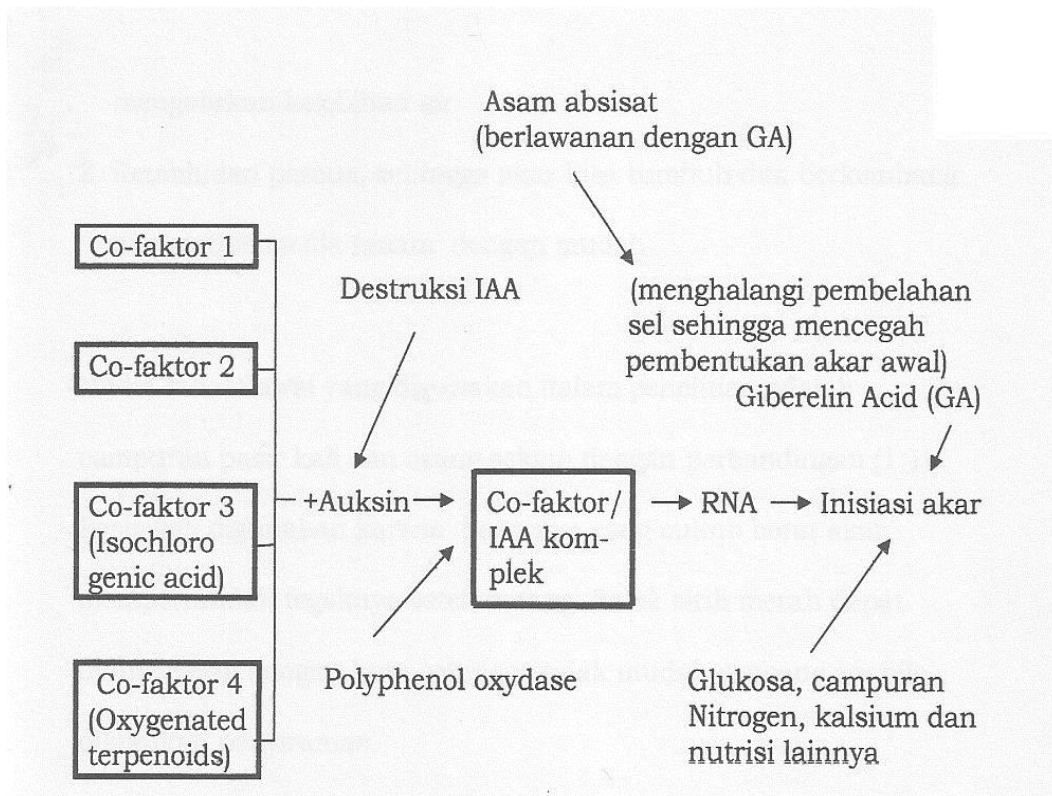 Asam absisat
(berlawanan dengan GA)
Co-faktor 1
Destruksi IAA
(menghalangi pembelahan
sel sehingga mencegah
pembentukan akar awal)
Giberelin Acid (GA)
Co-faktor 2
Co-faktor 3
(Isochloro
genic acid)
+Auksin
Co-faktor/
IAA kom-
plek
RNA
Inisiasi akar
Co-faktor 4
(Oxygenated
terpenoids)
Polyphenol oxydase
Glukosa, campuran
Nitrogen, kalsium dan
nutrisi lainnya